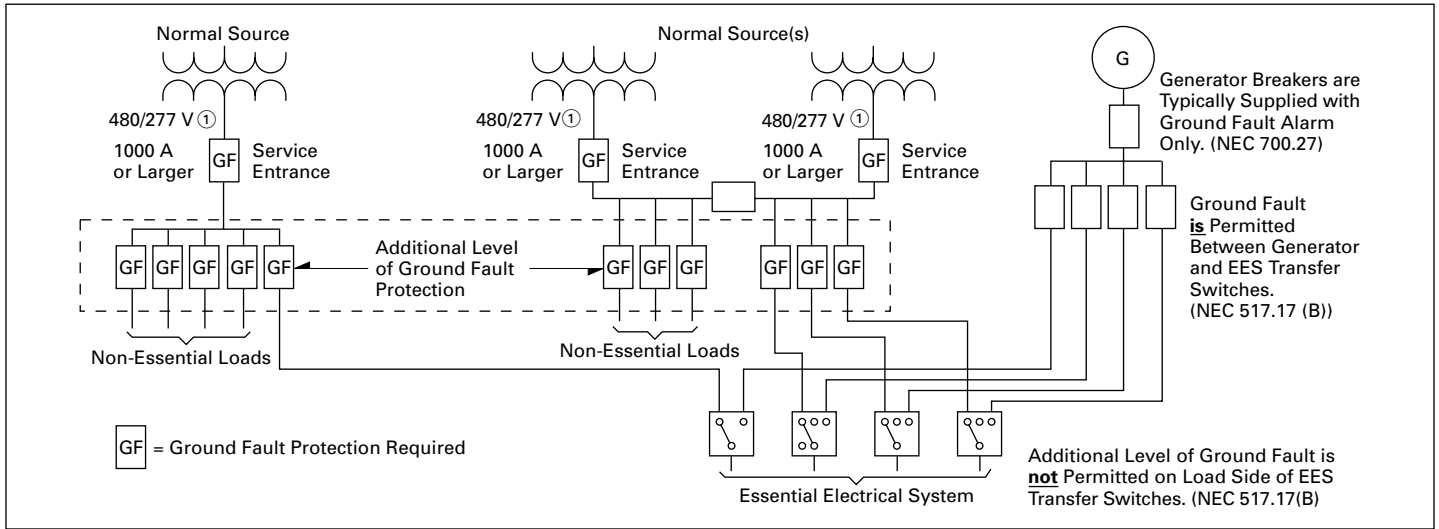 Normal Source
Normal Source(s)
G
Generator Breakers are
Typically Supplied with
Ground Fault Alarm
Only. (NEC 700.27)
480/277 V ①
1000 A
or Larger
GF
Service
Entrance
480/277 V ①
1000 A
or Larger
GF
Service
Entrance
480/277 V ①
1000 A
or Larger
GF
Service
Entrance
Ground Fault
is Permitted
Between Generator
and EES Transfer
Switches.
(NEC 517.17 (B))
GF GF GF GF GF
Additional Level
of Ground Fault
Protection
GF GF GF
GF GF GF
Non-Essential Loads
Non-Essential Loads
GF = Ground Fault Protection Required
Essential Electrical System
Additional Level of Ground Fault is
not Permitted on Load Side of EES
Transfer Switches. (NEC 517.17(B)